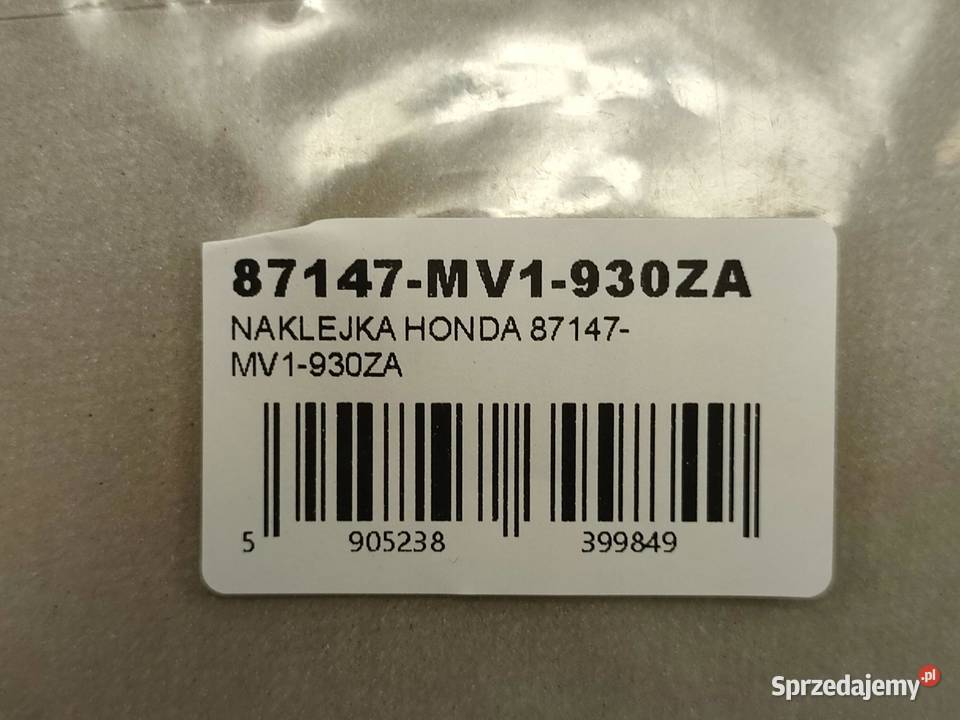 87147-MV1-930ZA
NAKLEJKA HONDA 87147-
MV1-930ZA
5 905238 399849
Sprzedajemy.pl